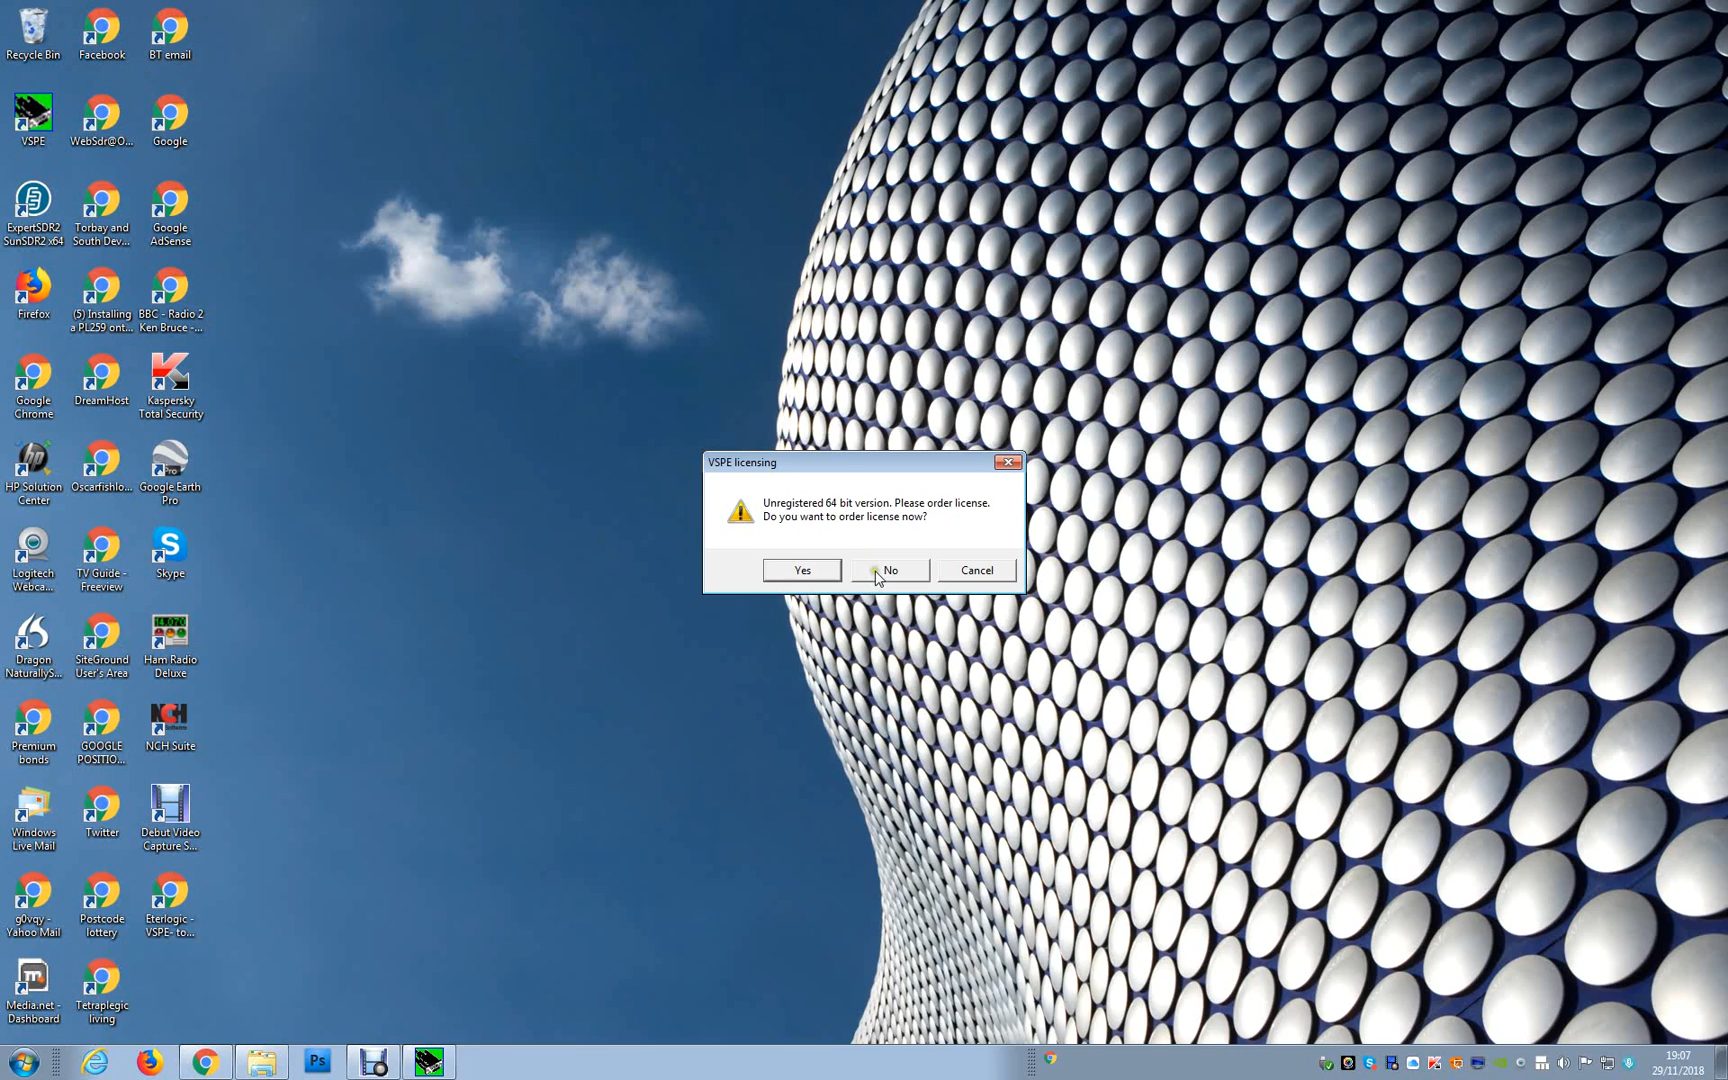 Recycle Bin
Facebook
BT email
VSPE
WebSdr@O...
Google
ExpertSDR2
SunSDR2 x64
Torbay and
South Dev...
Google
AdSense
Firefox
(5) Installing
a PL259 ont...
BBC - Radio 2
Ken Bruce -...
Google
Chrome
DreamHost
Kaspersky
Total Security
HP Solution
Center
Oscarfishlo...
Google Earth
Pro
Logitech
Webca...
TV Guide -
Freeview
Skype
Dragon
NaturallyS...
SiteGround
User's Area
Ham Radio
Deluxe
Premium
bonds
GOOGLE
POSITIO...
NCH Suite
Windows
Live Mail
Twitter
Debut Video
Capture S...
g0vqy -
Yahoo Mail
Postcode
lottery
Eterlogic -
VSPE- to...
Media.net -
Dashboard
Tetraplegic
living
VSPE licensing
Unregistered 64 bit version. Please order license.
Do you want to order license now?
Yes
No
Cancel
Ps
19:07
29/11/2018